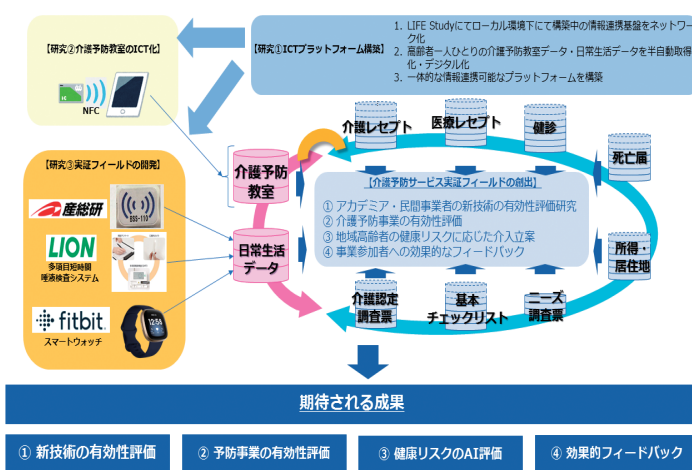 【研究②介護予防教室のICT化】
NFC
【研究①ICTプラットフォーム構築】
1. LIFE Studyにてローカル環境下にて構築中の情報連携基盤をネットワー
ク化
2. 高齢者一人ひとりの介護予防教室データ・日常生活データを半自動取得
化・デジタル化
3. 一体的な情報連携可能なプラットフォームを構築
【研究③実証フィールドの開発】
産総研
BSS-110
LION
多項目短時間
唾液検査システム
fitbit
スマートウォッチ
介護予防
教室
日常生活
データ
介護レセプト
医療レセプト
健診
死亡届
所得・
居住地
ニーズ
調査票
基本
チェックリスト
介護認定
調査票
【介護予防サービス実証フィールドの創出】
① アカデミア・民間事業者の新技術の有効性評価研究
② 介護予防事業の有効性評価
③ 地域高齢者の健康リスクに応じた介入立案
④ 事業参加者への効果的なフィードバック
期待される成果
① 新技術の有効性評価
② 予防事業の有効性評価
③ 健康リスクのAI評価
④ 効果的フィードバック